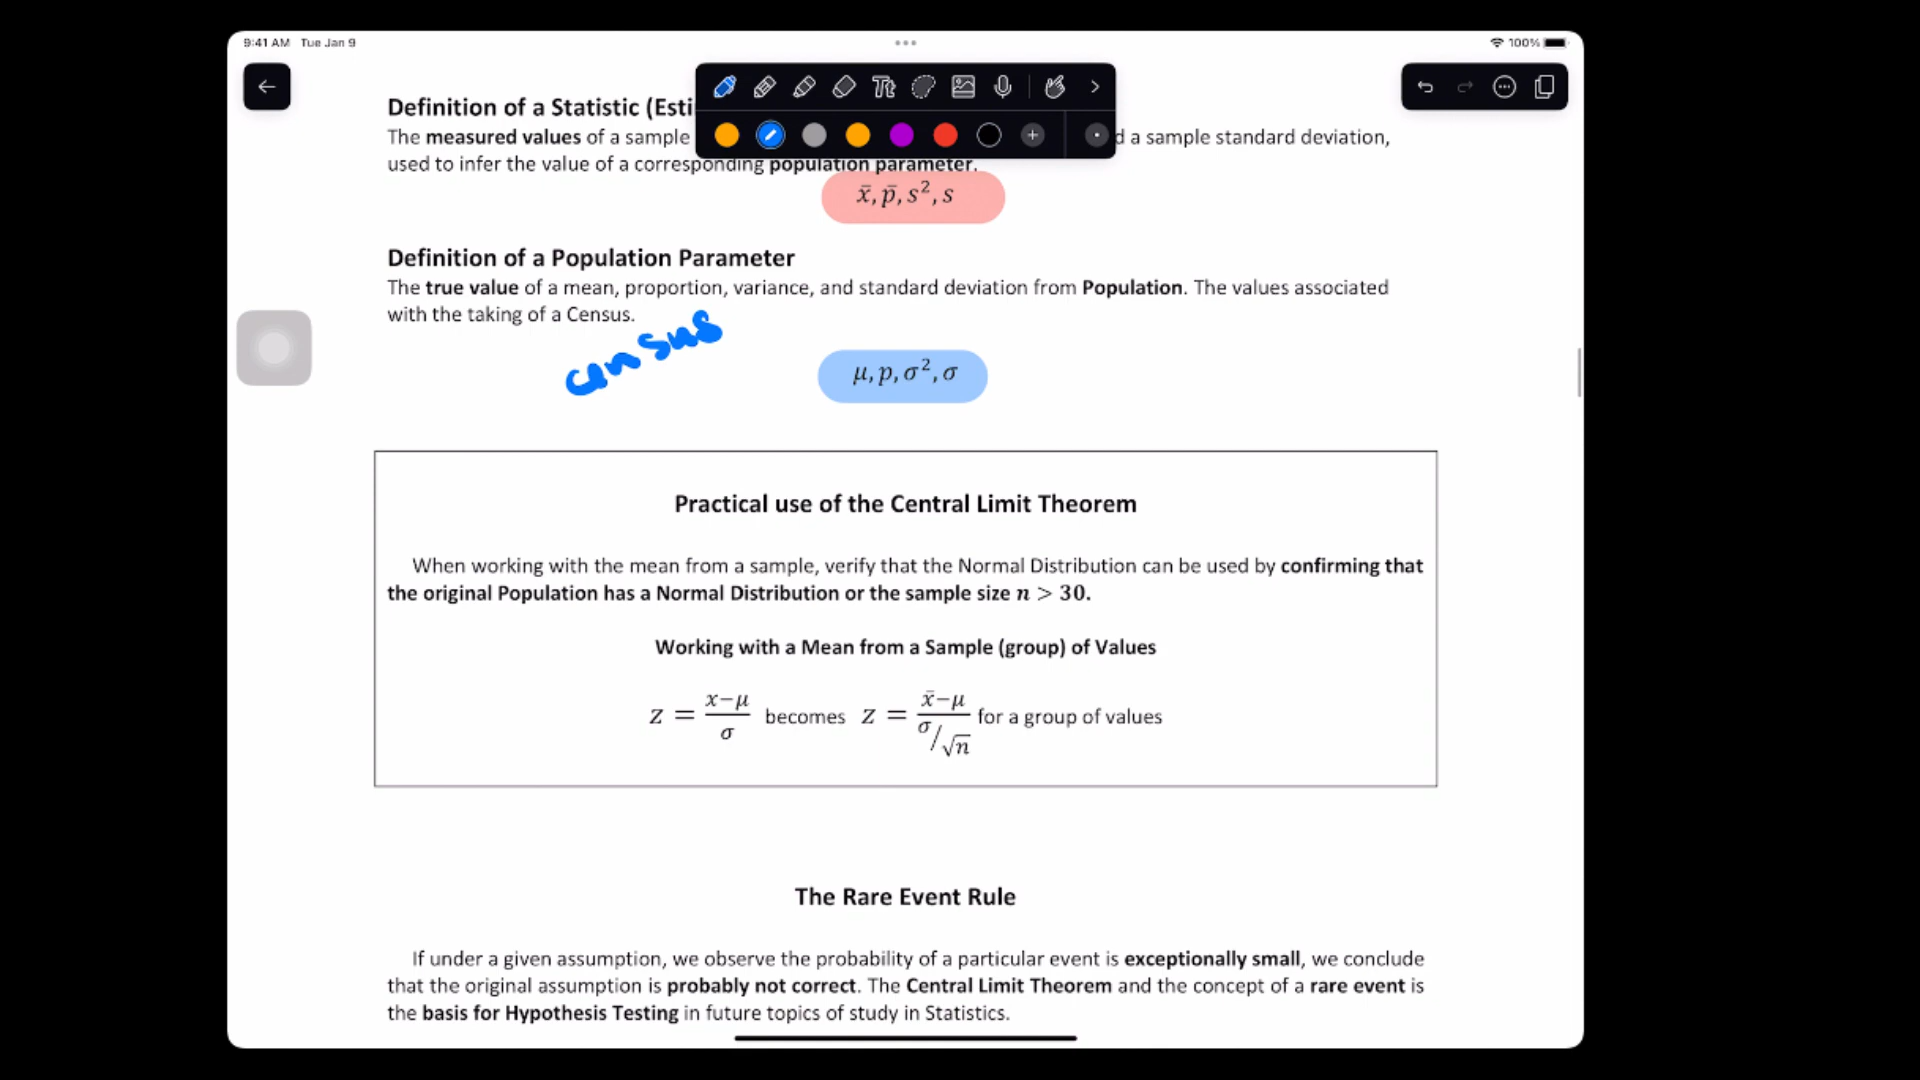 9:41 AM Tue Jan 9
100%
Definition of a Statistic (Esti
The measured values of a sample d a sample standard deviation,
used to infer the value of a corresponding population parameter.
x̄, p̄, s², s
Definition of a Population Parameter
The true value of a mean, proportion, variance, and standard deviation from Population. The values associated
with the taking of a Census.
census
μ, p, σ², σ
Practical use of the Central Limit Theorem
When working with the mean from a sample, verify that the Normal Distribution can be used by confirming that
the original Population has a Normal Distribution or the sample size n > 30.
Working with a Mean from a Sample (group) of Values
z = x−μ / σ becomes z = x̄−μ / σ/√n for a group of values
The Rare Event Rule
If under a given assumption, we observe the probability of a particular event is exceptionally small, we conclude
that the original assumption is probably not correct. The Central Limit Theorem and the concept of a rare event is
the basis for Hypothesis Testing in future topics of study in Statistics.